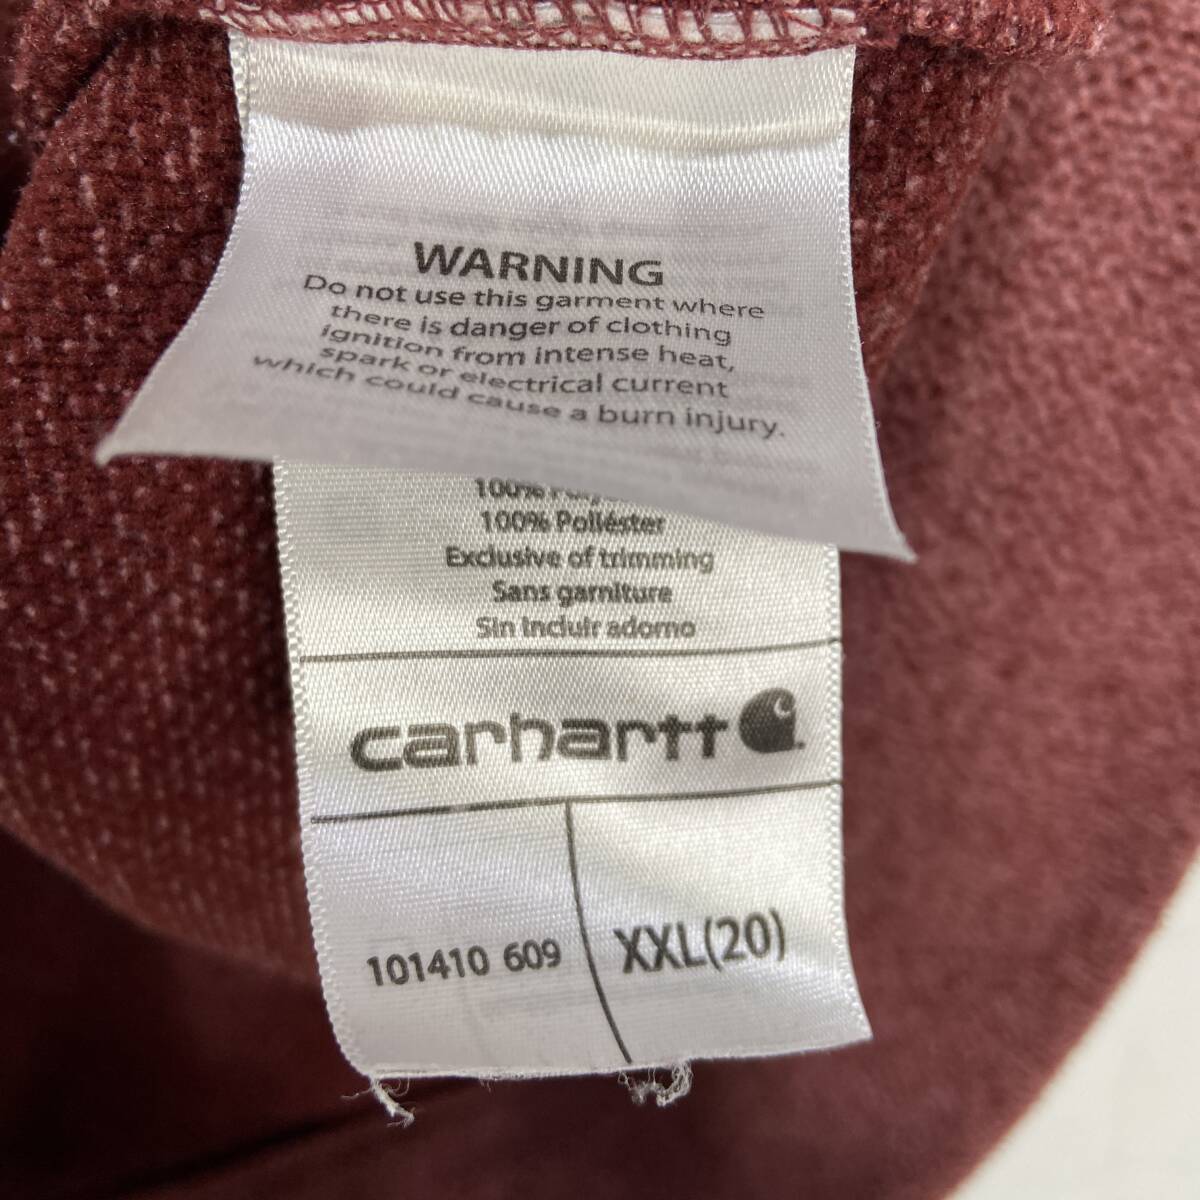 WARNING
Do not use this garment where
there is danger of clothing
ignition from intense heat,
spark or electrical current
which could cause a burn injury.
100%
100% Poliéster
Exclusive of trimming
Sans garniture
Sin Incluir adorno
carhartt
101410 609
XXL(20)